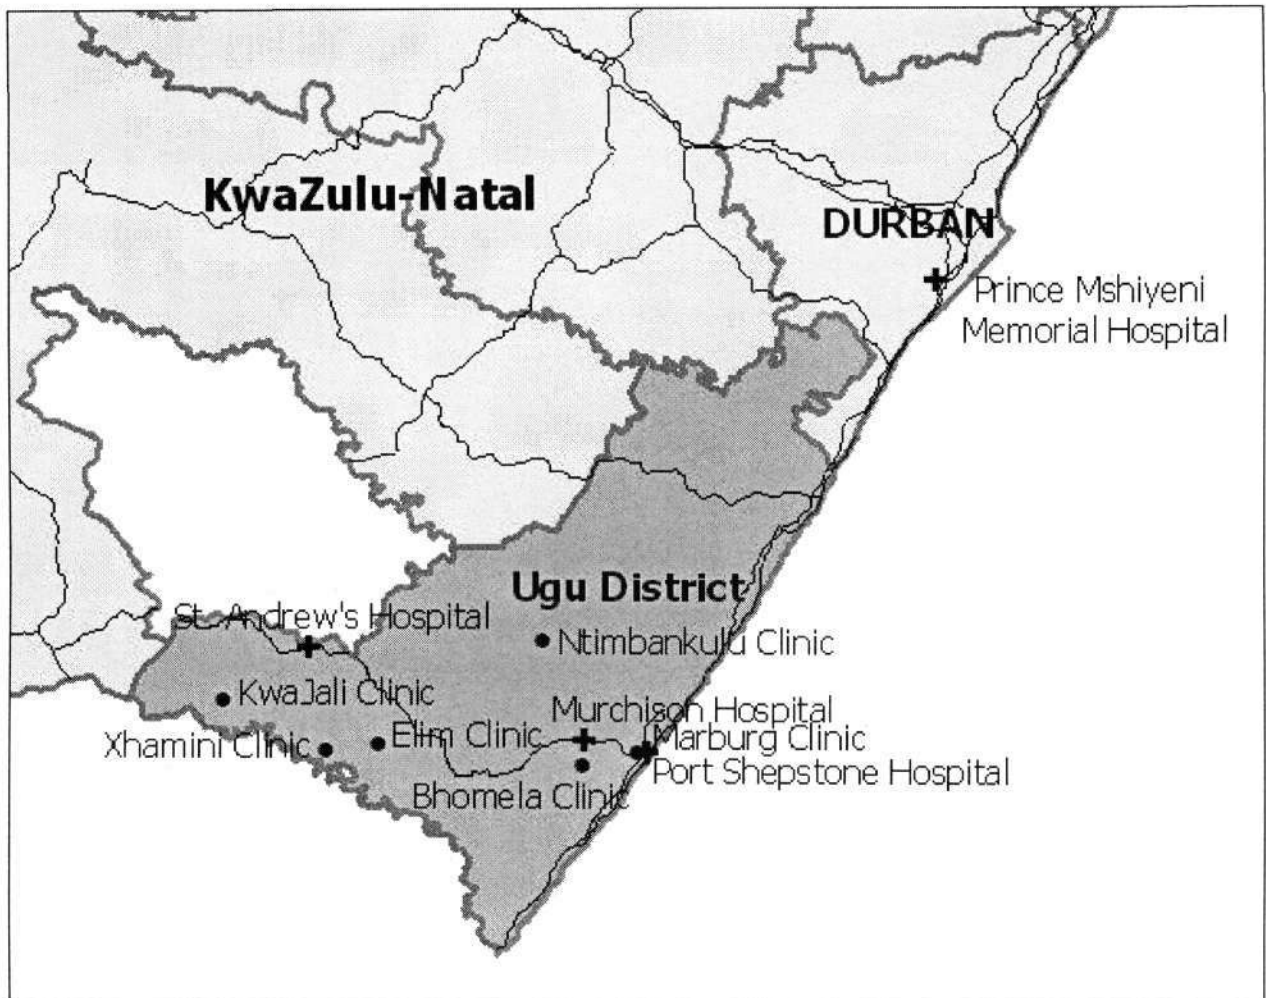 KwaZulu-Natal
DURBAN
Prince Mshiyeni
Memorial Hospital
Ugu District
St. Andrew's Hospital
Ntimbankulu Clinic
KwaJali Clinic
Murchison Hospital
Xhamini Clinic
Elim Clinic
Marburg Clinic
Port Shepstone Hospital
Bhomela Clinic